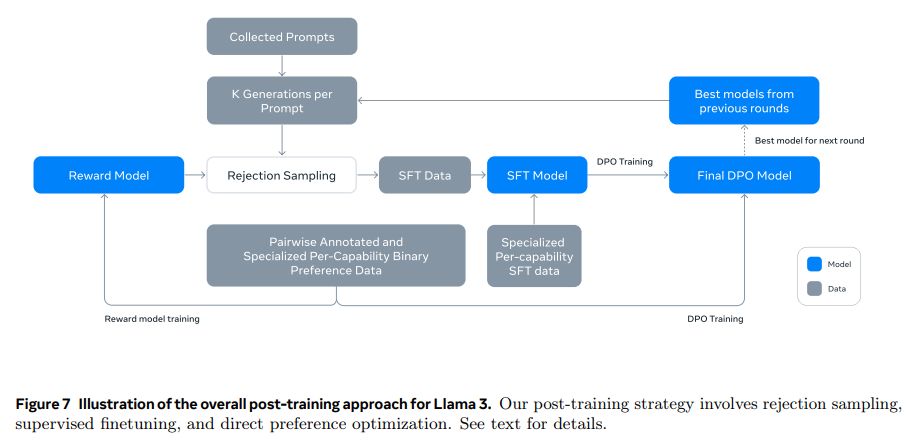 Collected Prompts
K Generations per
Prompt
Best models from
previous rounds
Best model for next round
Reward Model
Rejection Sampling
SFT Data
SFT Model
DPO Training
Final DPO Model
Pairwise Annotated and
Specialized Per-Capability Binary
Preference Data
Specialized
Per-capability
SFT data
Model
Data
Reward model training
DPO Training
Figure 7 Illustration of the overall post-training approach for Llama 3. Our post-training strategy involves rejection sampling,
supervised finetuning, and direct preference optimization. See text for details.